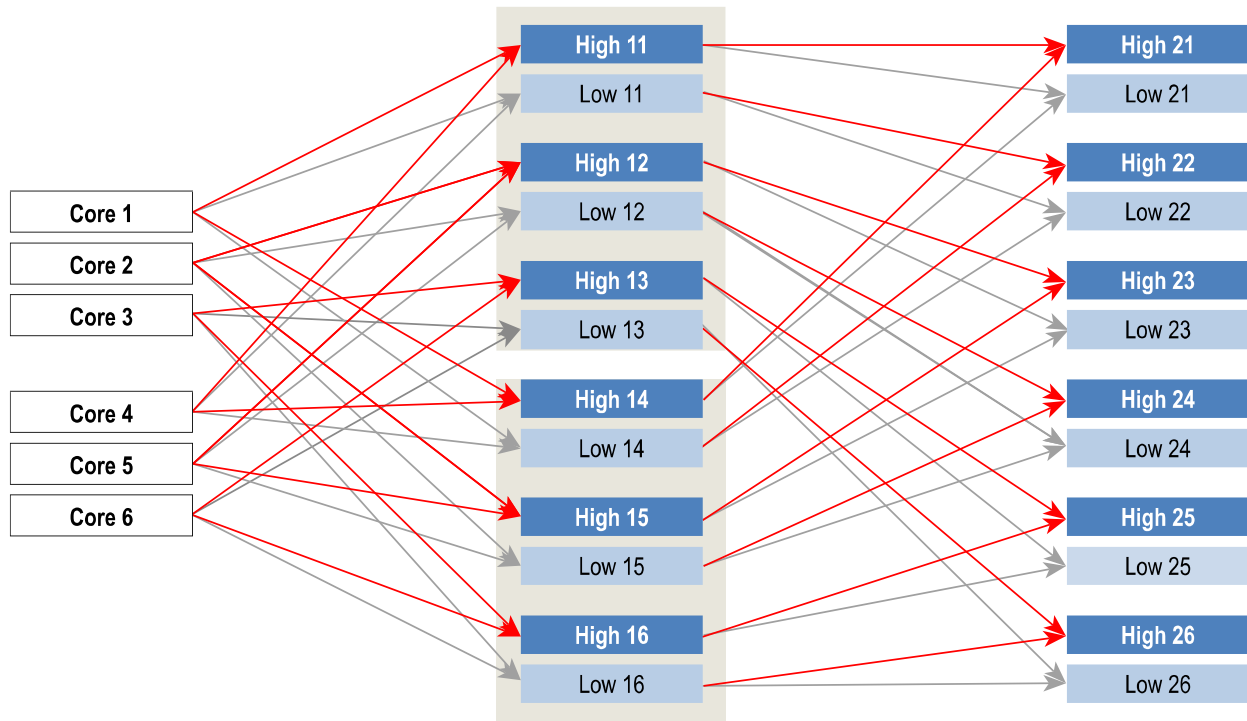 Core 1
Core 2
Core 3
Core 4
Core 5
Core 6
High 11
Low 11
High 12
Low 12
High 13
Low 13
High 14
Low 14
High 15
Low 15
High 16
Low 16
High 21
Low 21
High 22
Low 22
High 23
Low 23
High 24
Low 24
High 25
Low 25
High 26
Low 26